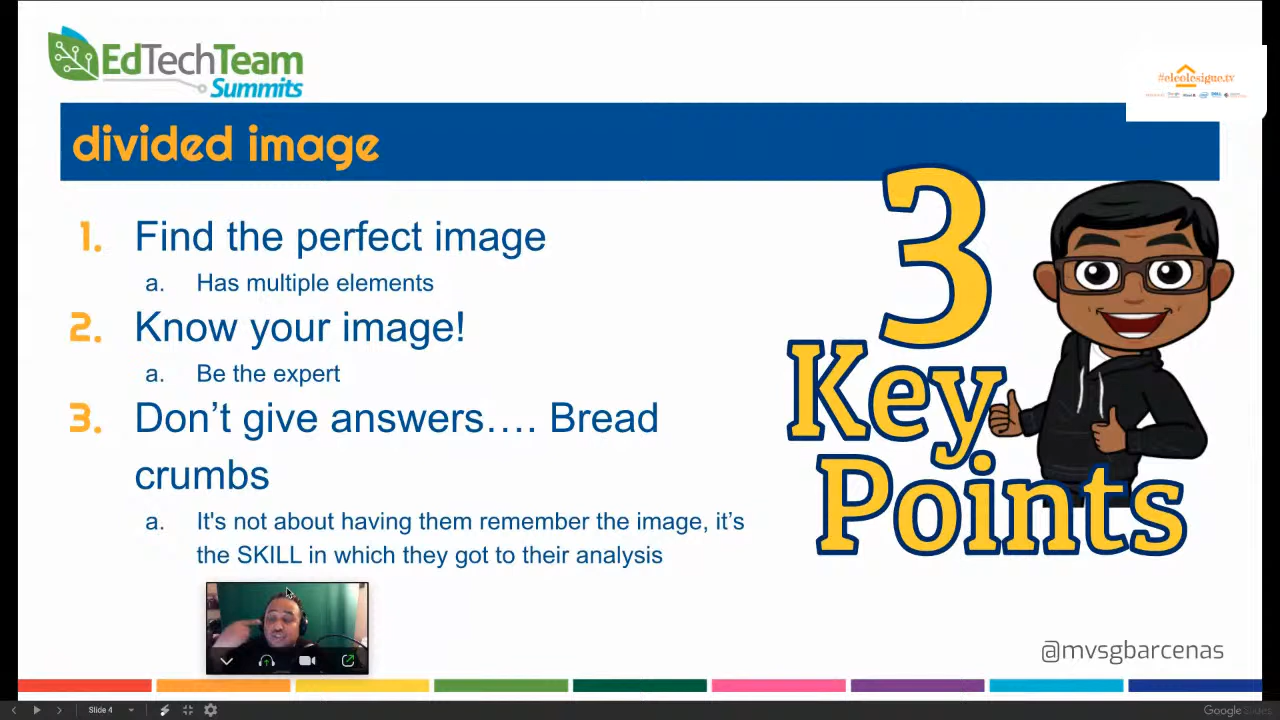 EdTechTeam
Summits
#eleolesigue.tv
divided image
1. Find the perfect image
a. Has multiple elements
2. Know your image!
a. Be the expert
3. Don’t give answers…. Bread
crumbs
a. It's not about having them remember the image, it’s
the SKILL in which they got to their analysis
3
Key
Points
@mvsgbarcenas
Slide 4
Google Slides